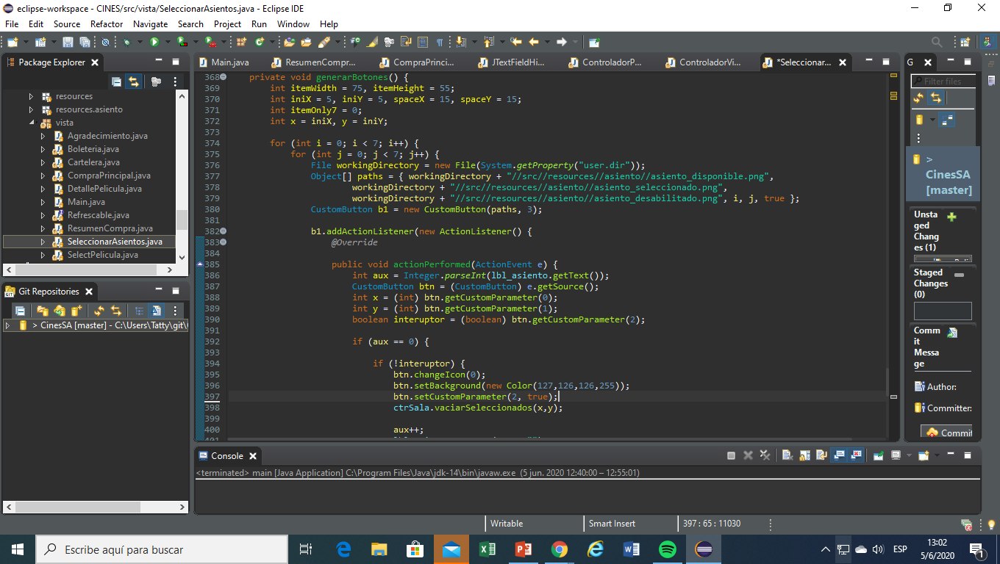 eclipse-workspace - CINES/src/vista/SeleccionarAsientos.java - Eclipse IDE
File Edit Source Refactor Navigate Search Project Run Window Help
Package Explorer
resources
resources.asiento
vista
Agradecimiento.java
Boleteria.java
Cartelera.java
CompraPrincipal.java
DetallePelicula.java
Main.java
Refrescable.java
ResumenCompra.java
SeleccionarAsientos.java
SelectPelicula.java
Git Repositories
> CinesSA [master] - C:\Users\Tatty\git\
Main.java ResumenCompr... CompraPrinci... JTextFieldHi... ControladorP... ControladorVi... *Seleccionar...
368 private void generarBotones() {
369 int itemWidth = 75, itemHeight = 55;
370 int iniX = 5, iniY = 5, spaceX = 15, spaceY = 15;
371 int itemOnly7 = 0;
372 int x = iniX, y = iniY;
373
374 for (int i = 0; i < 7; i++) {
375 for (int j = 0; j < 7; j++) {
376 File workingDirectory = new File(System.getProperty("user.dir"));
377 Object[] paths = { workingDirectory + "//src//resources//asiento//asiento_disponible.png",
378 workingDirectory + "//src//resources//asiento//asiento_seleccionado.png",
379 workingDirectory + "//src//resources//asiento//asiento_desabilitado.png", i, j, true };
380 CustomButton b1 = new CustomButton(paths, 3);
381
382 b1.addActionListener(new ActionListener() {
383 @Override
384
385 public void actionPerformed(ActionEvent e) {
386 int aux = Integer.parseInt(lbl_asiento.getText());
387 CustomButton btn = (CustomButton) e.getSource();
388 int x = (int) btn.getCustomParameter(0);
389 int y = (int) btn.getCustomParameter(1);
390 boolean interuptor = (boolean) btn.getCustomParameter(2);
391
392 if (aux == 0) {
393
394 if (!interuptor) {
395 btn.changeIcon(0);
396 btn.setBackground(new Color(127,126,126,255));
397 btn.setCustomParameter(2, true);
398 ctrSala.vaciarSeleccionados(x,y);
399
400 aux++;
G
Filter files
>
CinesSA
[master]
Unsta
ged
Chang
es (1)
Staged
Changes
(0)
Comm
it
Messa
ge
Author:
Committer:
Commit
Console
<terminated> main [Java Application] C:\Program Files\Java\jdk-14\bin\javaw.exe (5 jun. 2020 12:40:00 – 12:55:01)
Writable Smart Insert 397 : 65 : 11030
Escribe aquí para buscar
ESP
13:02
5/6/2020
1